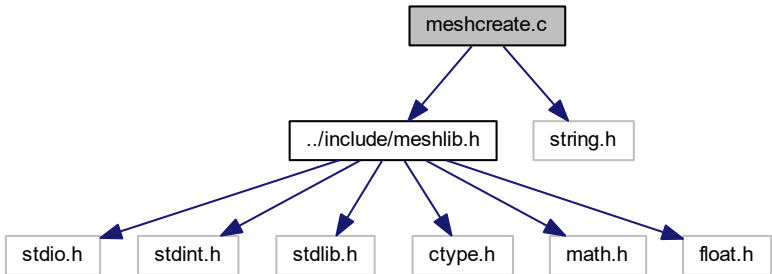 meshcreate.c
../include/meshlib.h
string.h
stdio.h
stdint.h
stdlib.h
ctype.h
math.h
float.h